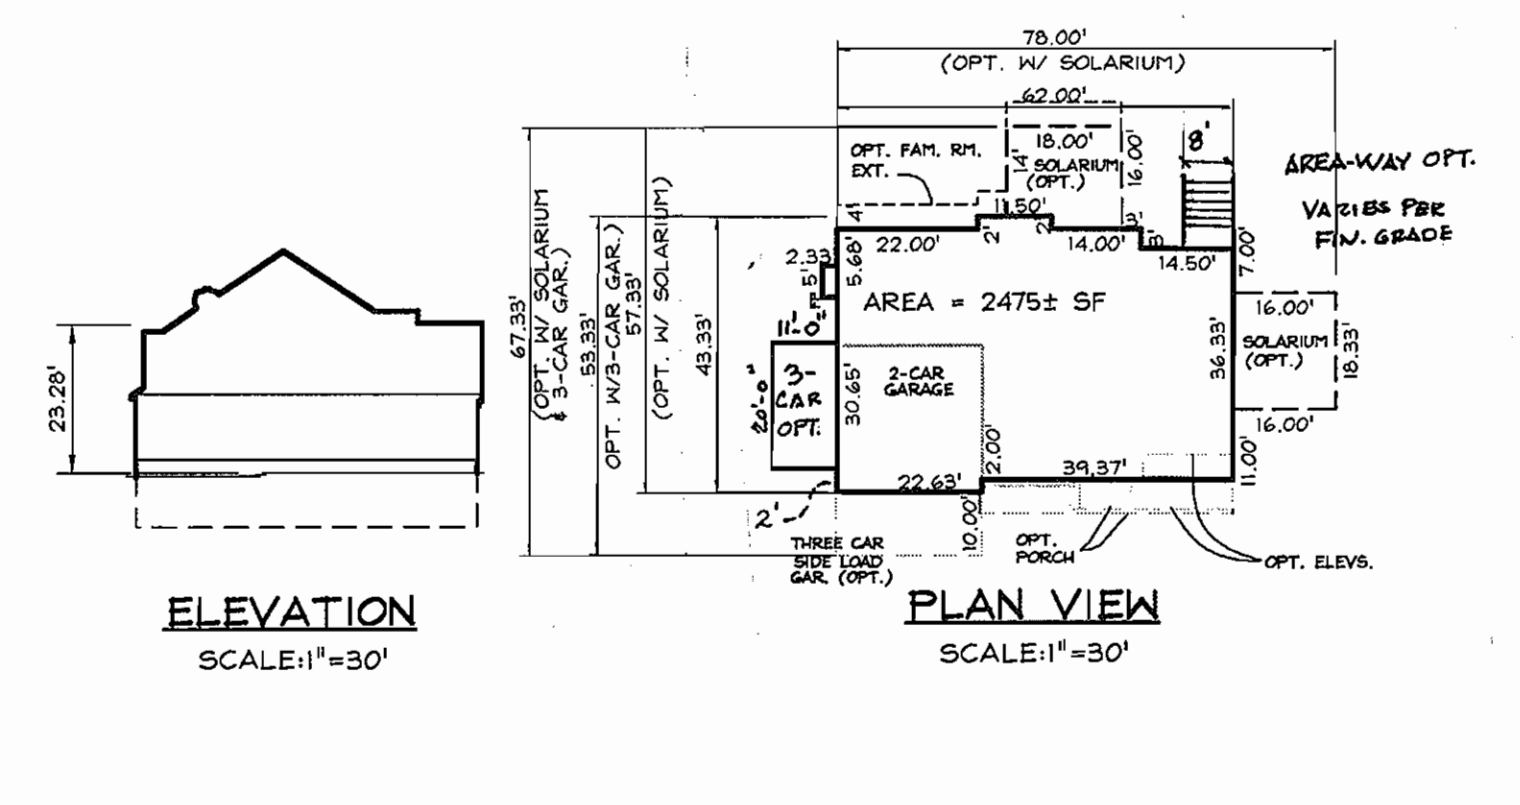 78.00'
(OPT. W/ SOLARIUM)
62.00'
18.00'
8'
OPT. FAM. RM.
EXT.
14'
SOLARIUM
(OPT.)
16.00'
AREA-WAY OPT.
VARIES PER
FIN. GRADE
4'
11.50'
2'
2'
3'
3'
22.00'
14.00'
14.50'
7.00'
2.33'
5'
5.68'
AREA = 2475± SF
11'-0"
16.00'
SOLARIUM
(OPT.)
18.33'
16.00'
36.33'
2-CAR
GARAGE
3-
CAR
OPT.
20'-0"
30.65'
2.00'
39.37'
11.00'
22.63'
2'
10.00'
THREE CAR
SIDE LOAD
GAR. (OPT.)
OPT.
PORCH
OPT. ELEVS.
67.33'
(OPT. W/ SOLARIUM
& 3-CAR GAR.)
53.33'
OPT. W/3-CAR GAR.)
57.33'
(OPT. W/ SOLARIUM)
43.33'
23.28'
ELEVATION
SCALE:1"=30'
PLAN VIEW
SCALE:1"=30'